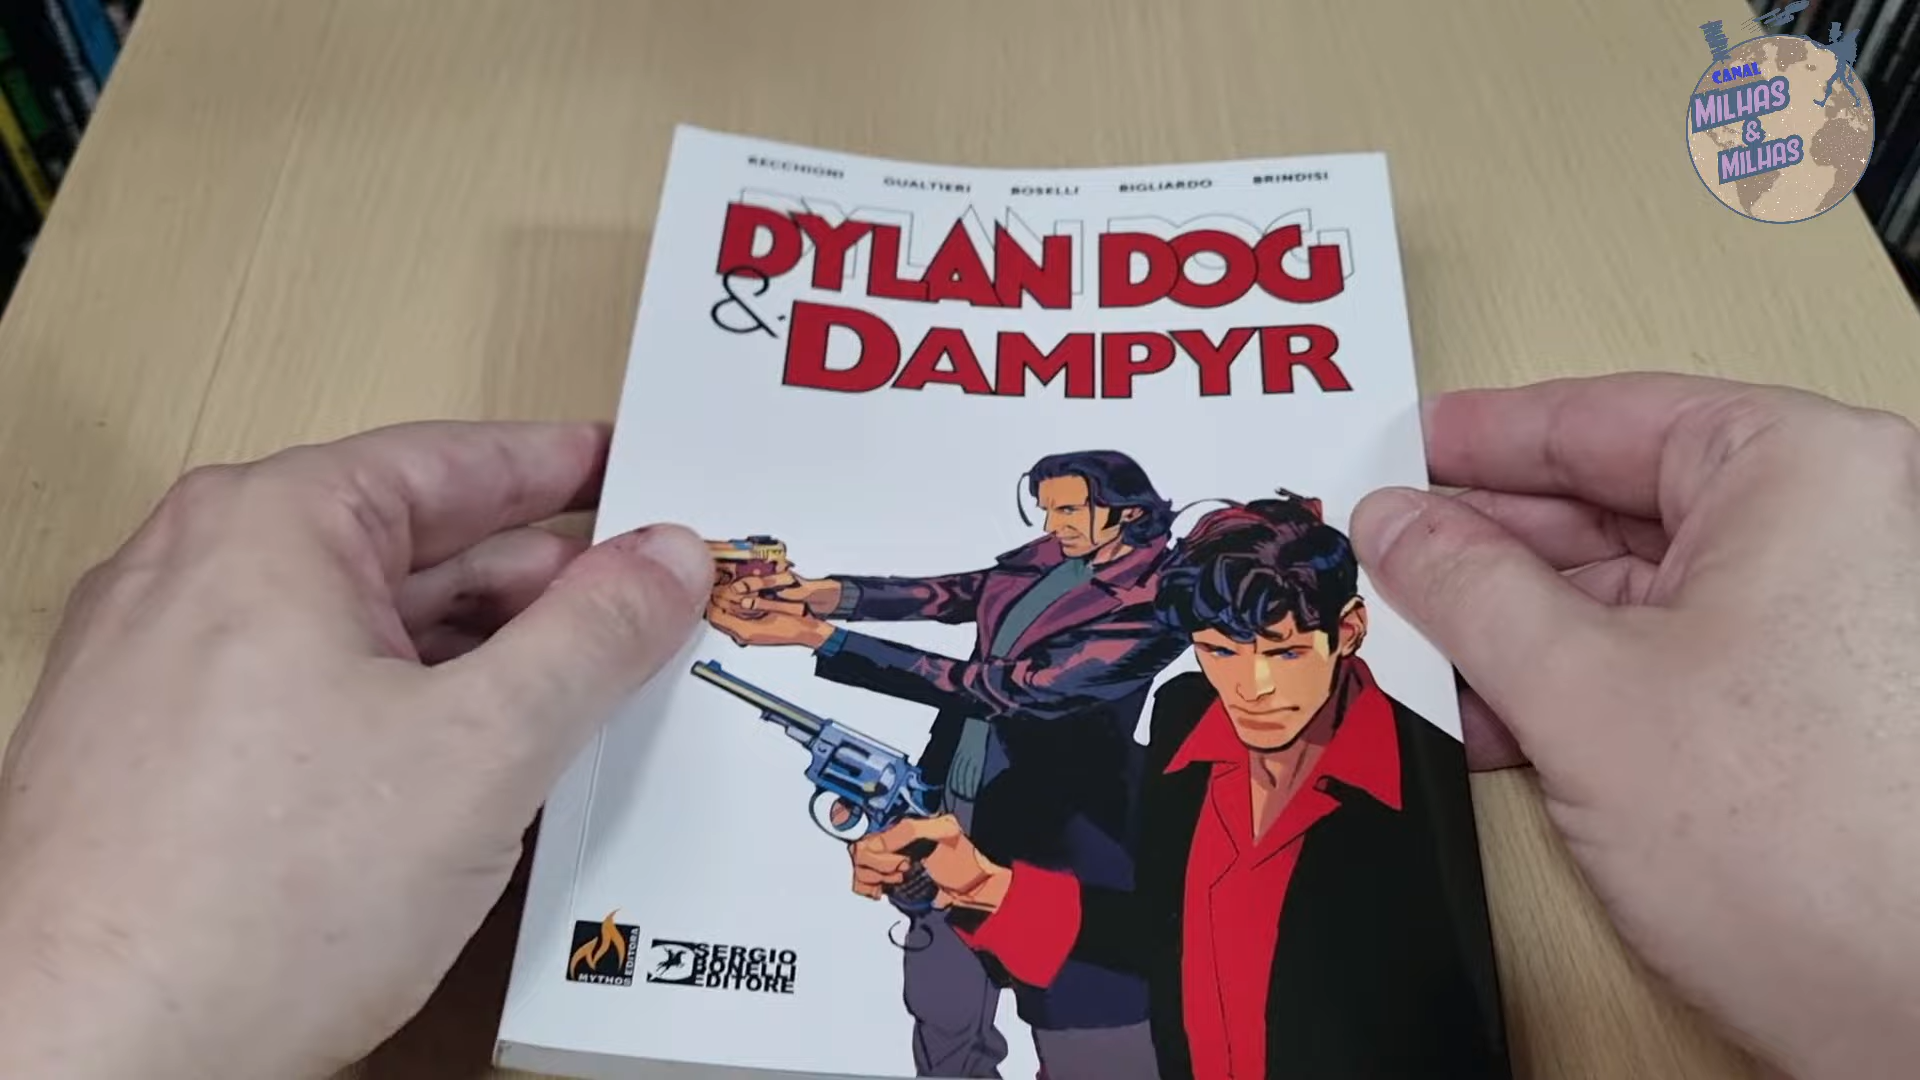 CANAL
MILHAS
&
MILHAS
RECCHIONI GUALTIERI BOSELLI BIGLIARDO BRINDISI
DYLAN DOG
& DAMPYR
MYTHOS EDITORA
SERGIO
BONELLI
EDITORE